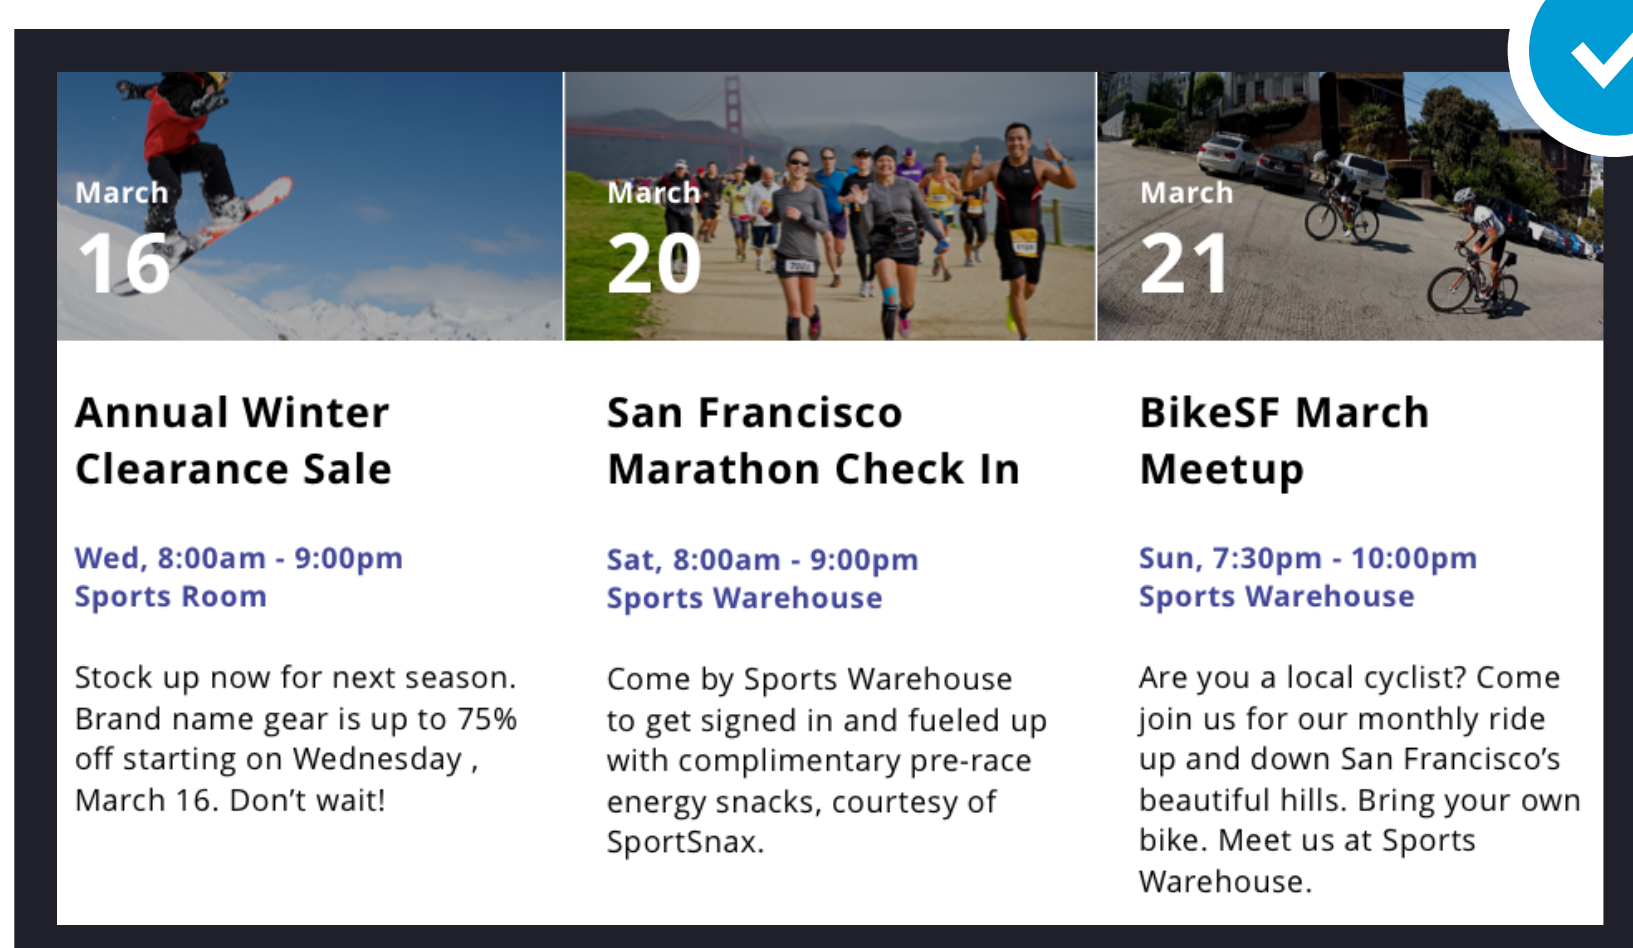 March
16
Annual Winter
Clearance Sale
Wed, 8:00am - 9:00pm
Sports Room
Stock up now for next season.
Brand name gear is up to 75%
off starting on Wednesday ,
March 16. Don’t wait!
March
20
San Francisco
Marathon Check In
Sat, 8:00am - 9:00pm
Sports Warehouse
Come by Sports Warehouse
to get signed in and fueled up
with complimentary pre-race
energy snacks, courtesy of
SportSnax.
March
21
BikeSF March
Meetup
Sun, 7:30pm - 10:00pm
Sports Warehouse
Are you a local cyclist? Come
join us for our monthly ride
up and down San Francisco’s
beautiful hills. Bring your own
bike. Meet us at Sports
Warehouse.